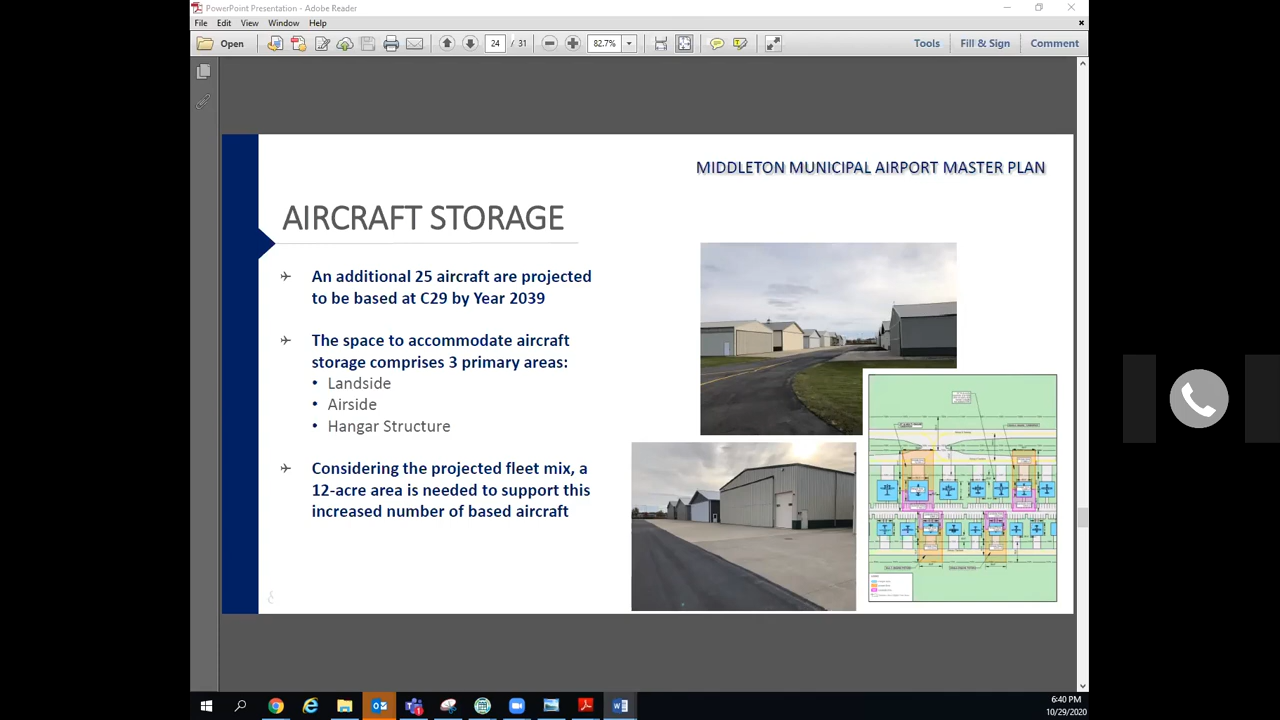 PowerPoint Presentation - Adobe Reader
File Edit View Window Help
Open 24 / 31 82.7% Tools Fill & Sign Comment
MIDDLETON MUNICIPAL AIRPORT MASTER PLAN
AIRCRAFT STORAGE
An additional 25 aircraft are projected
to be based at C29 by Year 2039
The space to accommodate aircraft
storage comprises 3 primary areas:
• Landside
• Airside
• Hangar Structure
Considering the projected fleet mix, a
12-acre area is needed to support this
increased number of based aircraft
6:40 PM
10/29/2020